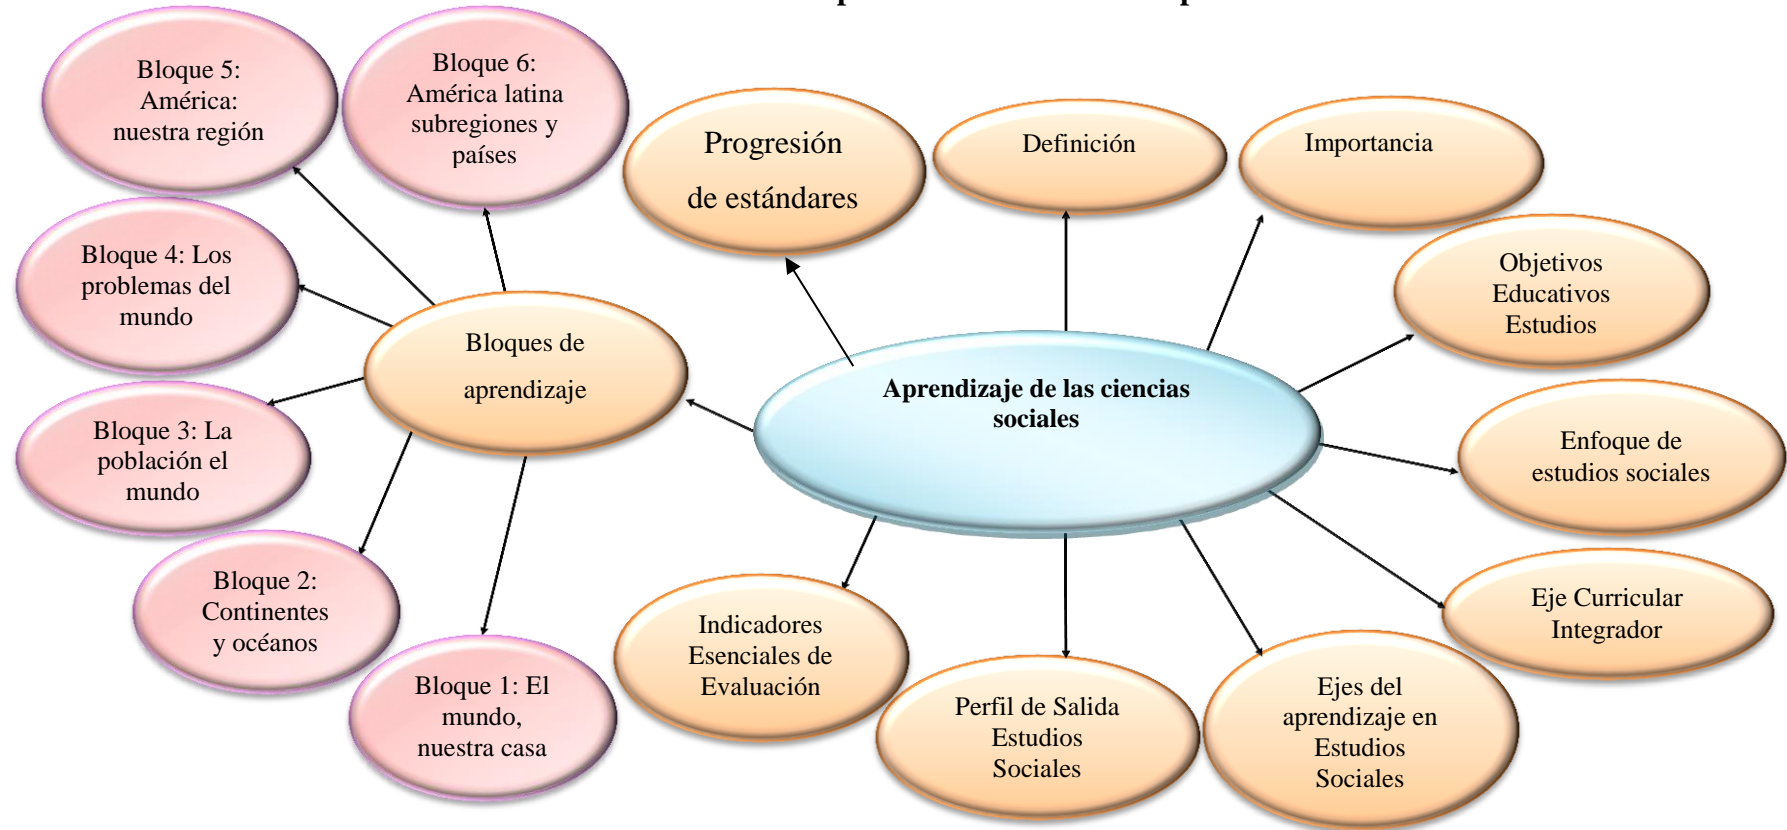 Bloque 5:
América:
nuestra región
Bloque 6:
América latina
subregiones y
países
Progresión
de estándares
Definición
Importancia
Objetivos
Educativos
Estudios
Bloque 4: Los
problemas del
mundo
Bloques de
aprendizaje
Aprendizaje de las ciencias
sociales
Enfoque de
estudios sociales
Bloque 3: La
población el
mundo
Bloque 2:
Continentes
y océanos
Bloque 1: El
mundo,
nuestra casa
Indicadores
Esenciales de
Evaluación
Perfil de Salida
Estudios
Sociales
Ejes del
aprendizaje en
Estudios
Sociales
Eje Curricular
Integrador